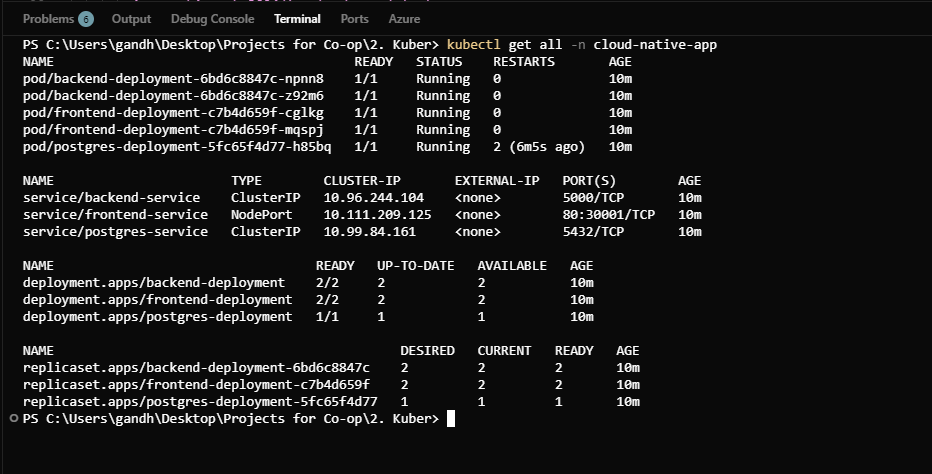 Problems 6 Output Debug Console Terminal Ports Azure
PS C:\Users\gandh\Desktop\Projects for Co-op\2. Kuber> kubectl get all -n cloud-native-app
NAME READY STATUS RESTARTS AGE
pod/backend-deployment-6bd6c8847c-npnn8 1/1 Running 0 10m
pod/backend-deployment-6bd6c8847c-z92m6 1/1 Running 0 10m
pod/frontend-deployment-c7b4d659f-cglkg 1/1 Running 0 10m
pod/frontend-deployment-c7b4d659f-mqspj 1/1 Running 0 10m
pod/postgres-deployment-5fc65f4d77-h85bq 1/1 Running 2 (6m5s ago) 10m
NAME TYPE CLUSTER-IP EXTERNAL-IP PORT(S) AGE
service/backend-service ClusterIP 10.96.244.104 <none> 5000/TCP 10m
service/frontend-service NodePort 10.111.209.125 <none> 80:30001/TCP 10m
service/postgres-service ClusterIP 10.99.84.161 <none> 5432/TCP 10m
NAME READY UP-TO-DATE AVAILABLE AGE
deployment.apps/backend-deployment 2/2 2 2 10m
deployment.apps/frontend-deployment 2/2 2 2 10m
deployment.apps/postgres-deployment 1/1 1 1 10m
NAME DESIRED CURRENT READY AGE
replicaset.apps/backend-deployment-6bd6c8847c 2 2 2 10m
replicaset.apps/frontend-deployment-c7b4d659f 2 2 2 10m
replicaset.apps/postgres-deployment-5fc65f4d77 1 1 1 10m
PS C:\Users\gandh\Desktop\Projects for Co-op\2. Kuber>